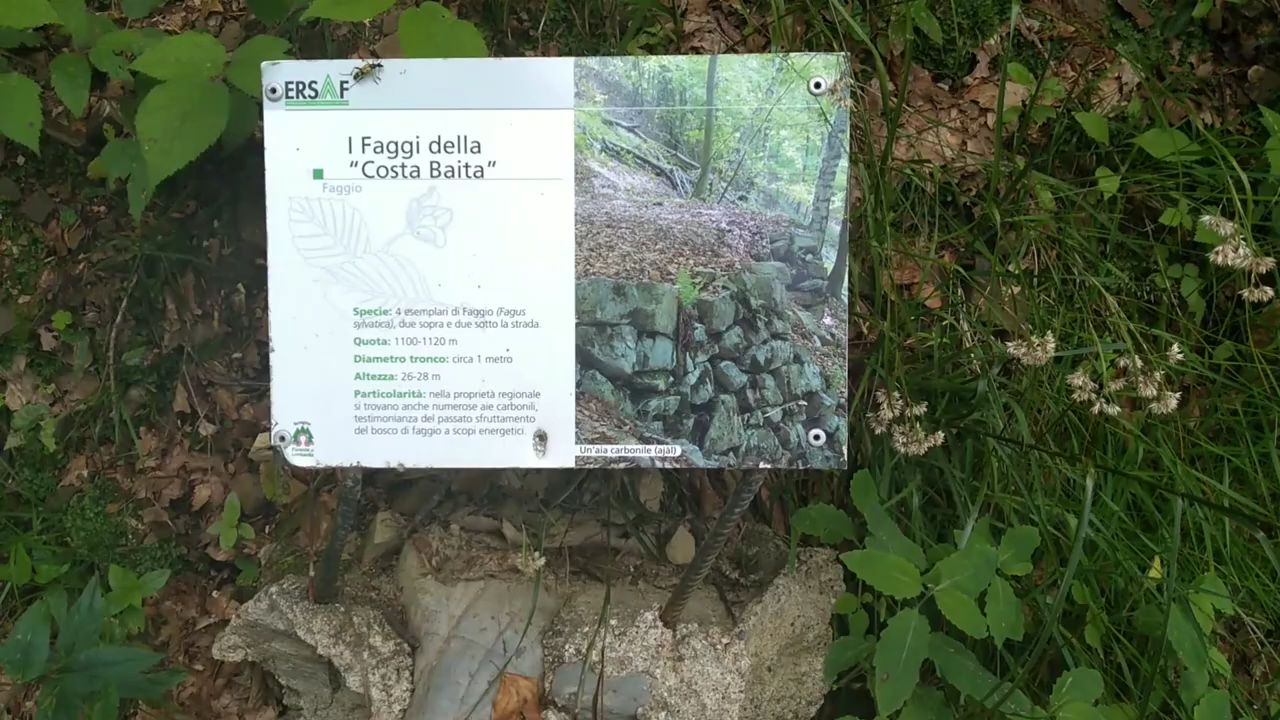 ERSAF
I Faggi della
“Costa Baita”
Faggio
Specie: 4 esemplari di Faggio (Fagus
sylvatica), due sopra e due sotto la strada.
Quota: 1100-1120 m
Diametro tronco: circa 1 metro
Altezza: 26-28 m
Particolarità: nella proprietà regionale
si trovano anche numerose aie carbonili,
testimonianza del passato sfruttamento
del bosco di faggio a scopi energetici.
Un'aia carbonile (ajàl)